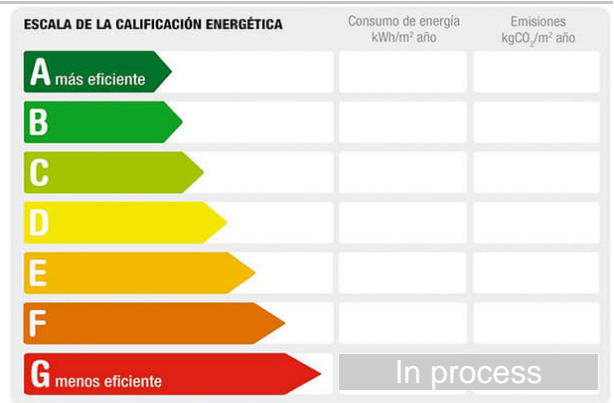 ESCALA DE LA CALIFICACIÓN ENERGÉTICA
Consumo de energía
kWh/m² año
Emisiones
kgCO₂/m² año
A más eficiente
B
C
D
E
F
G menos eficiente
In process